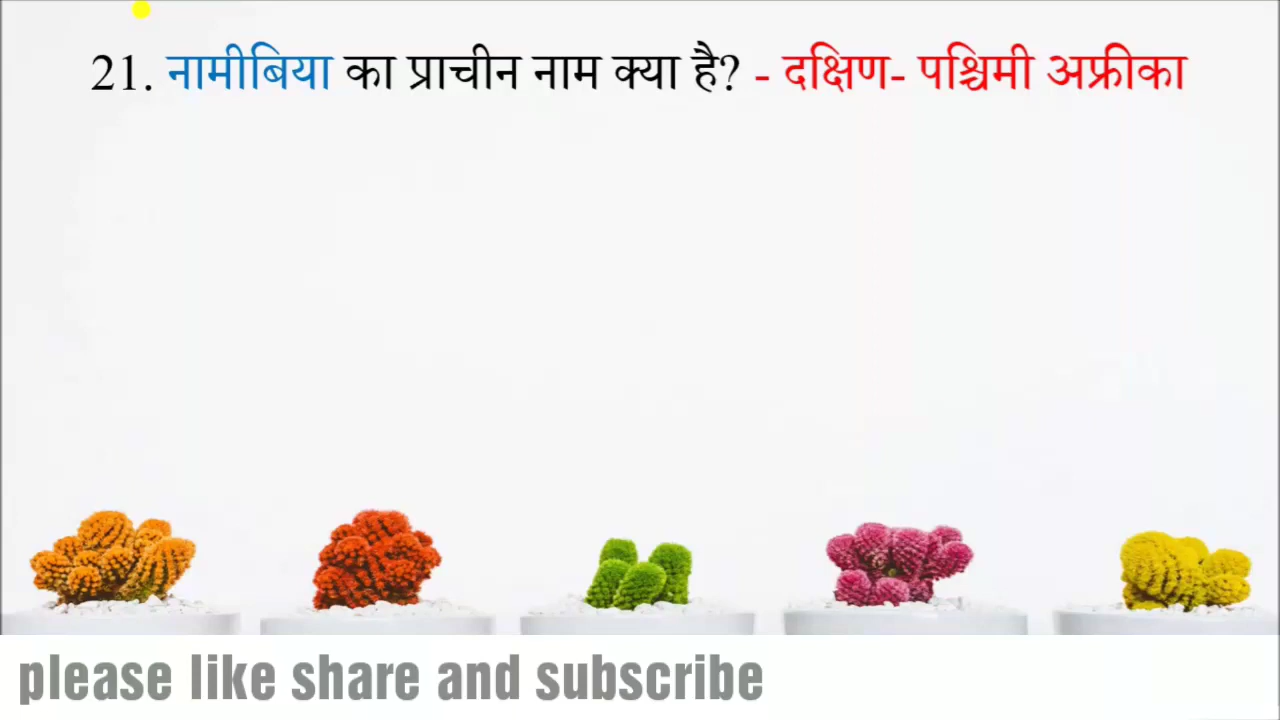 21. नामीबिया का प्राचीन नाम क्या है? - दक्षिण- पश्चिमी अफ्रीका
please like share and subscribe